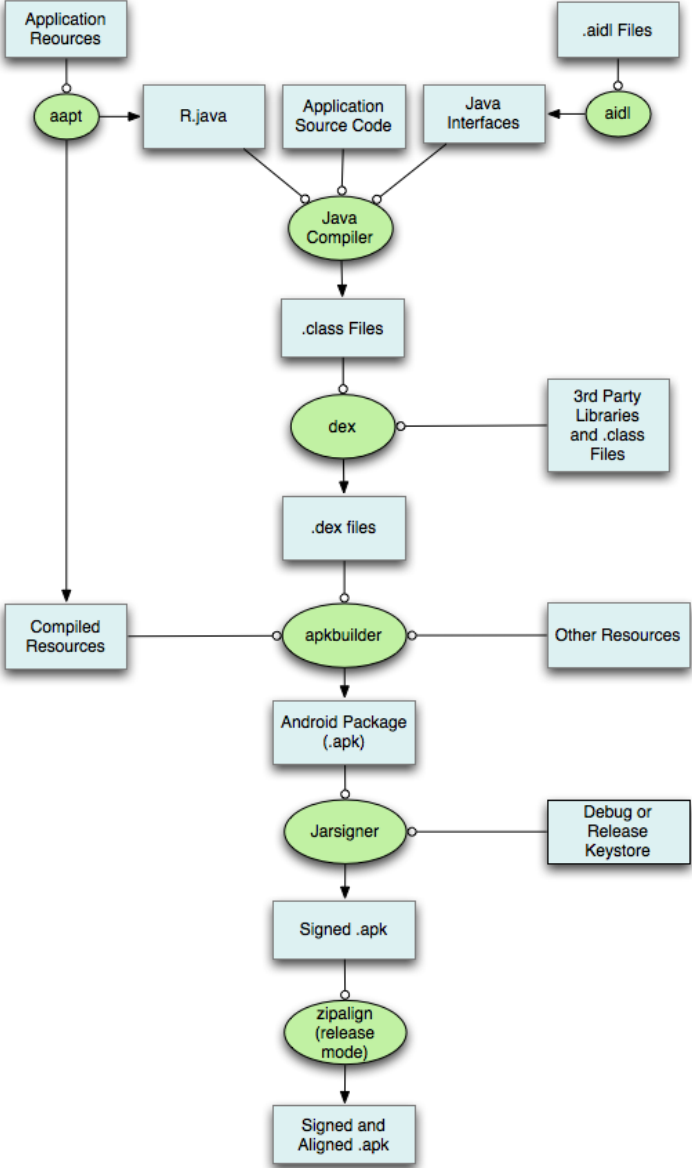 Application
Reources
.aidl Files
aapt
R.java
Application
Source Code
Java
Interfaces
aidl
Java
Compiler
.class Files
3rd Party
Libraries
and .class
Files
dex
.dex files
Compiled
Resources
apkbuilder
Other Resources
Android Package
(.apk)
Jarsigner
Debug or
Release
Keystore
Signed .apk
zipalign
(release
mode)
Signed and
Aligned .apk